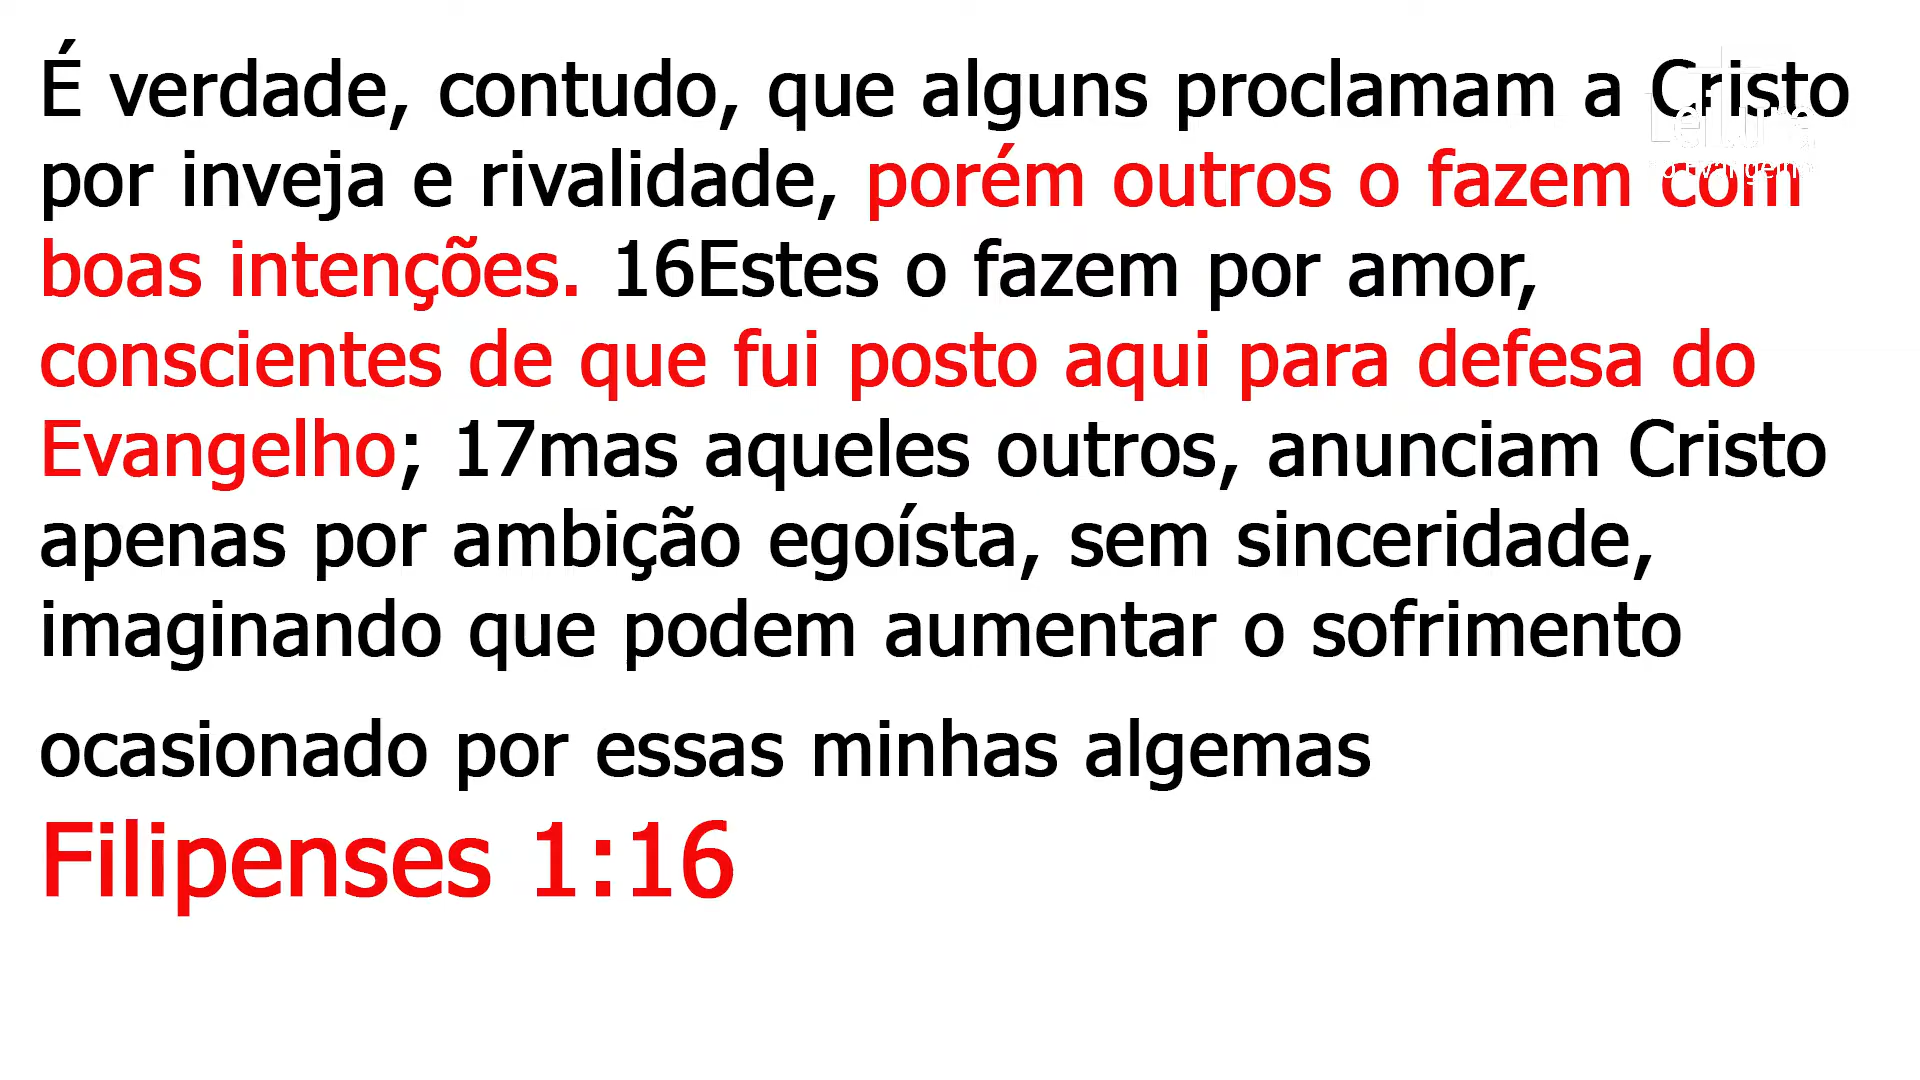 É verdade, contudo, que alguns proclamam a Cristo
por inveja e rivalidade, porém outros o fazem com
boas intenções. 16Estes o fazem por amor,
conscientes de que fui posto aqui para defesa do
Evangelho; 17mas aqueles outros, anunciam Cristo
apenas por ambição egoísta, sem sinceridade,
imaginando que podem aumentar o sofrimento
ocasionado por essas minhas algemas
Filipenses 1:16
Leitura
Evangelho